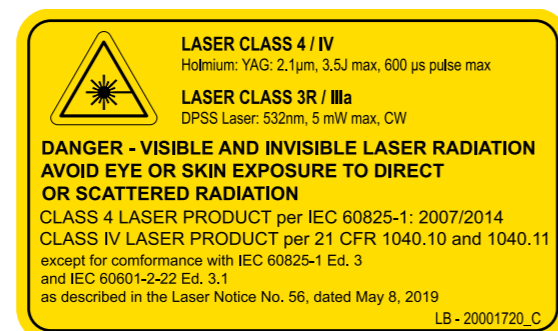 LASER CLASS 4 / IV
Holmium: YAG: 2.1µm, 3.5J max, 600 µs pulse max
LASER CLASS 3R / IIIa
DPSS Laser: 532nm, 5 mW max, CW
DANGER - VISIBLE AND INVISIBLE LASER RADIATION
AVOID EYE OR SKIN EXPOSURE TO DIRECT
OR SCATTERED RADIATION
CLASS 4 LASER PRODUCT per IEC 60825-1: 2007/2014
CLASS IV LASER PRODUCT per 21 CFR 1040.10 and 1040.11
except for comformance with IEC 60825-1 Ed. 3
and IEC 60601-2-22 Ed. 3.1
as described in the Laser Notice No. 56, dated May 8, 2019
LB - 20001720_C